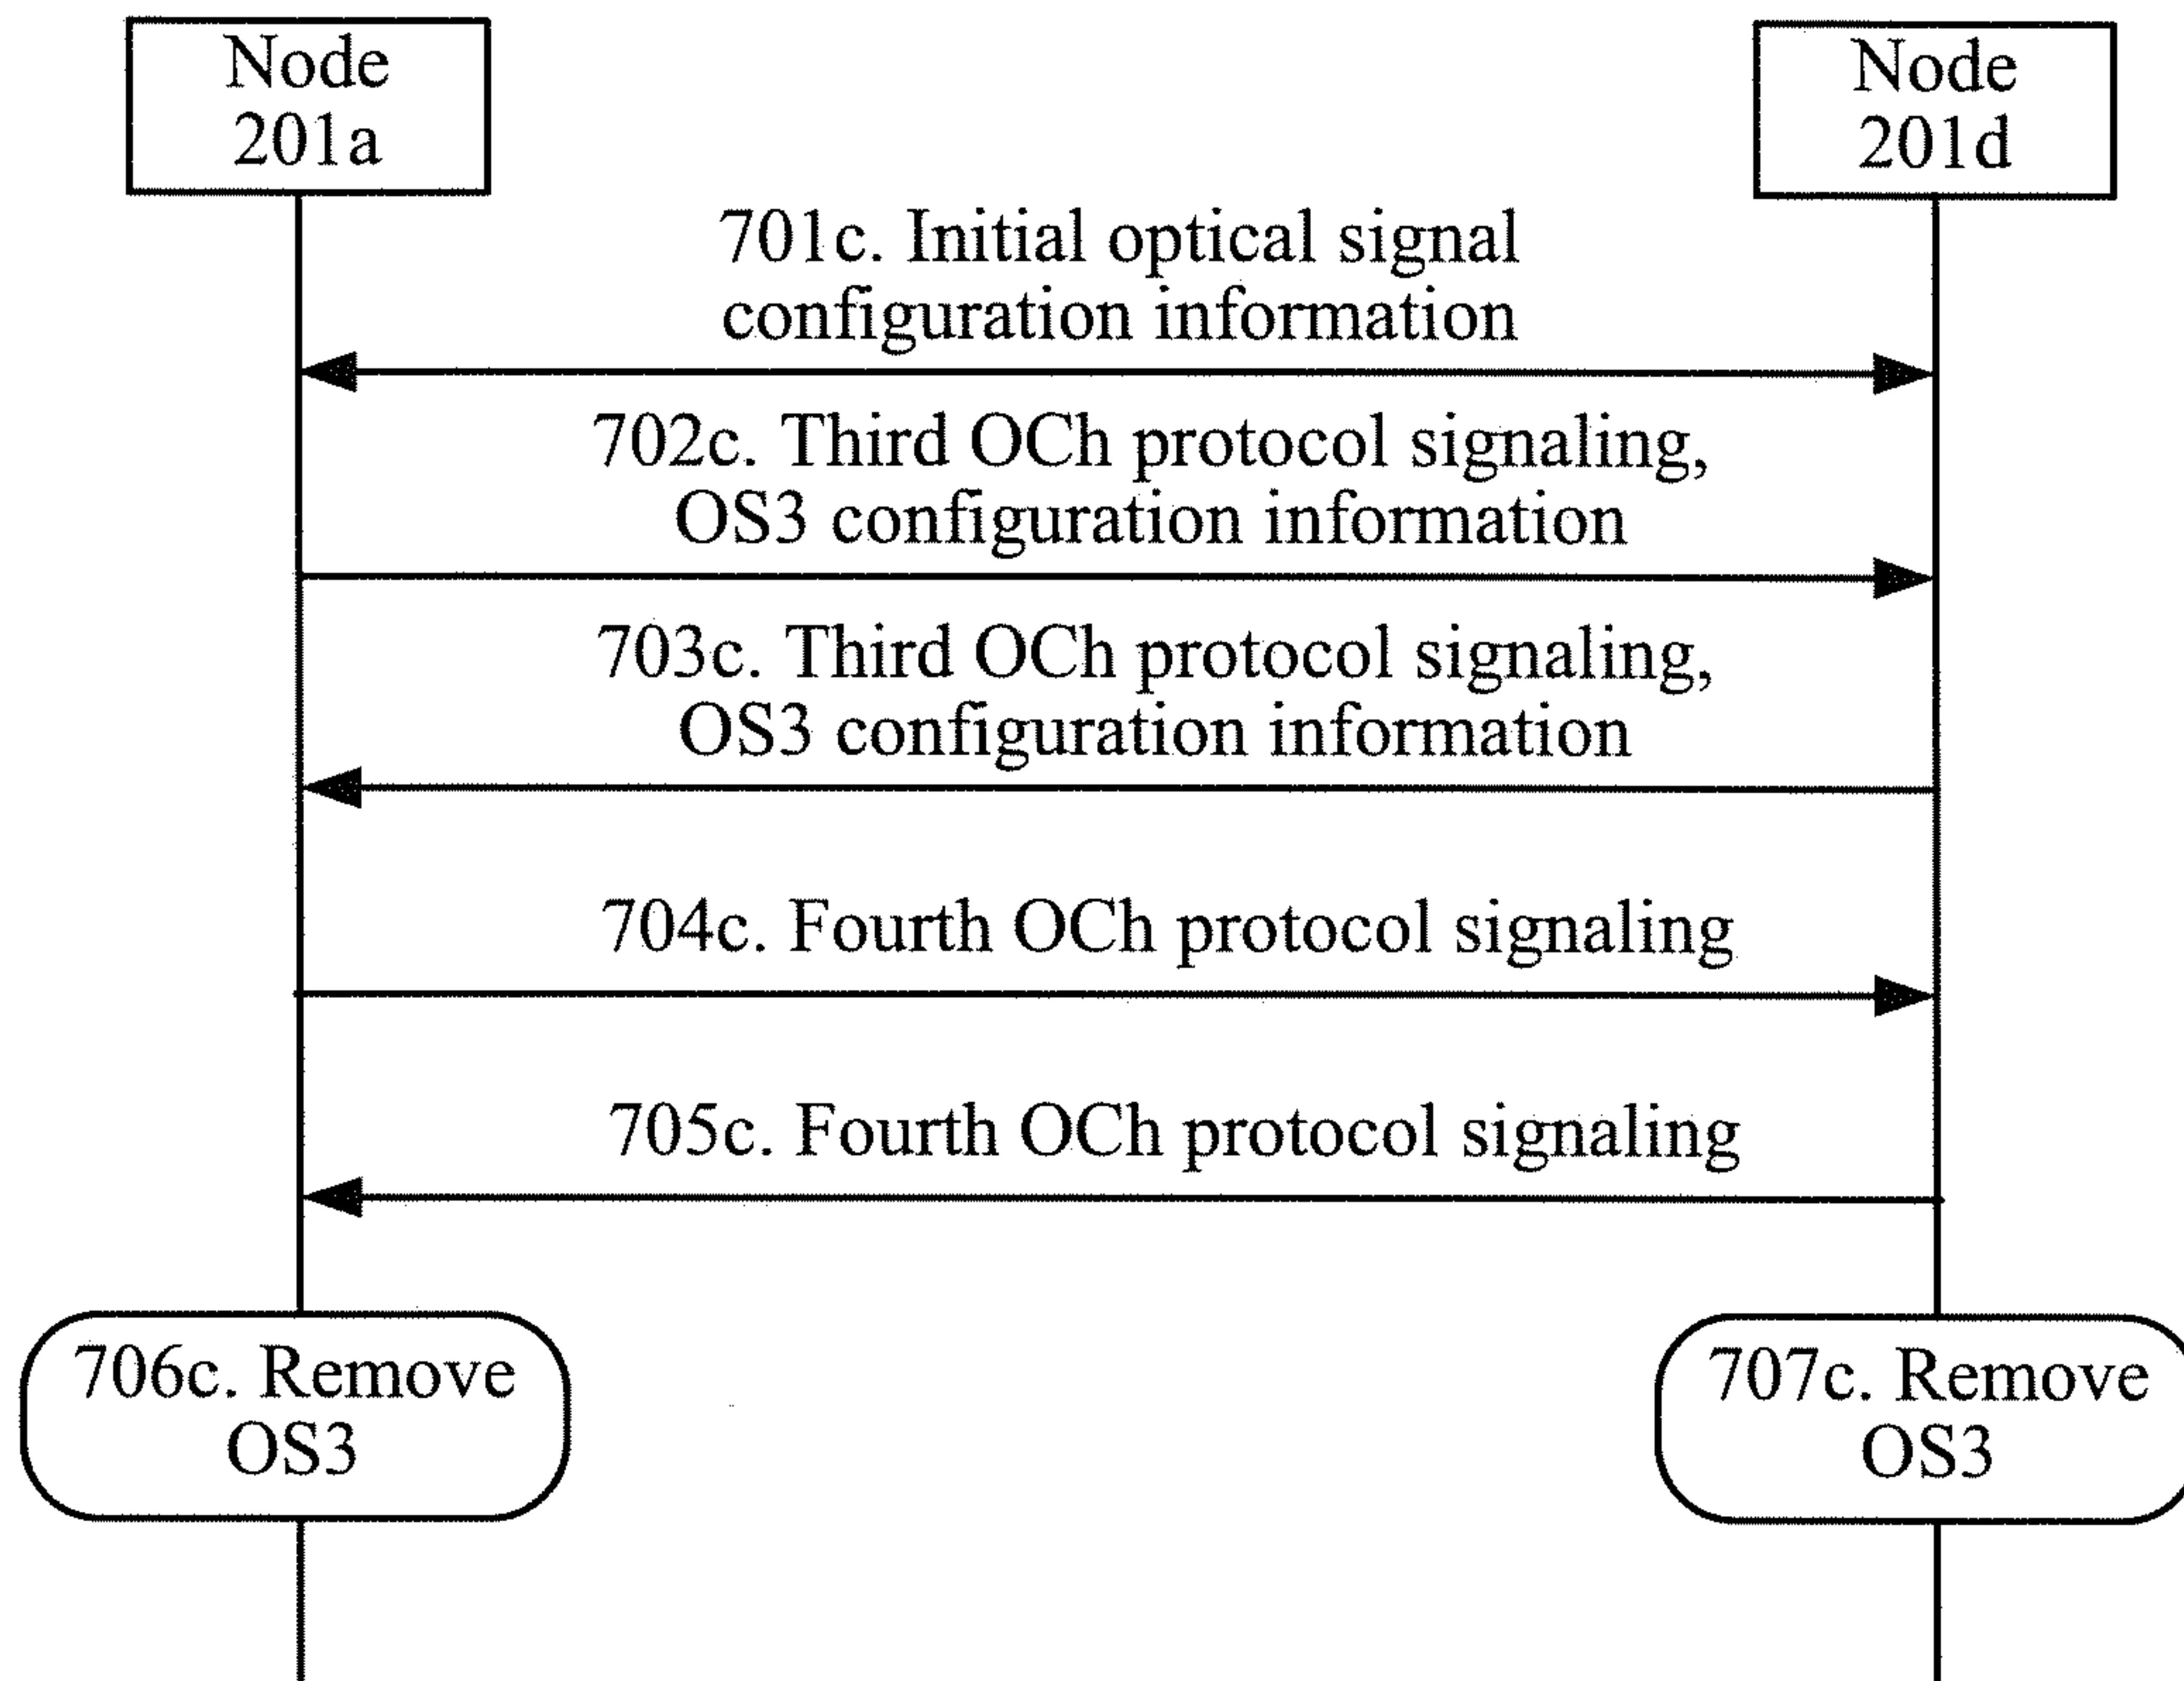 Node
201a
Node
201d
701c. Initial optical signal
configuration information
702c. Third OCh protocol signaling,
OS3 configuration information
703c. Third OCh protocol signaling,
OS3 configuration information
704c. Fourth OCh protocol signaling
705c. Fourth OCh protocol signaling
706c. Remove
OS3
707c. Remove
OS3